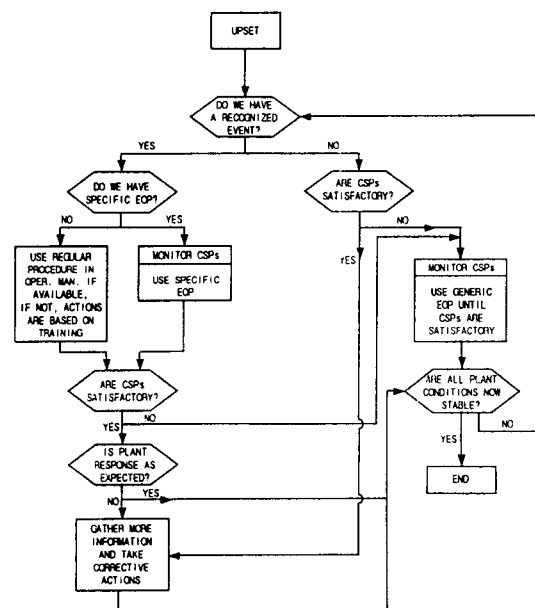 UPSET
DO WE HAVE
A RECOGNIZED
EVENT?
YES
NO
DO WE HAVE
SPECIFIC EOP?
ARE CSPs
SATISFACTORY?
NO
YES
NO
YES
USE REGULAR
PROCEDURE IN
OPER. MAN. IF
AVAILABLE,
IF NOT, ACTIONS
ARE BASED ON
TRAINING
MONITOR CSPs
USE SPECIFIC
EOP
MONITOR CSPs
USE GENERIC
EOP UNTIL
CSPs ARE
SATISFACTORY
ARE CSPs
SATISFACTORY?
ARE ALL PLANT
CONDITIONS NOW
STABLE?
YES
NO
YES
NO
IS PLANT
RESPONSE AS
EXPECTED?
END
NO
YES
GATHER MORE
INFORMATION
AND TAKE
CORRECTIVE
ACTIONS